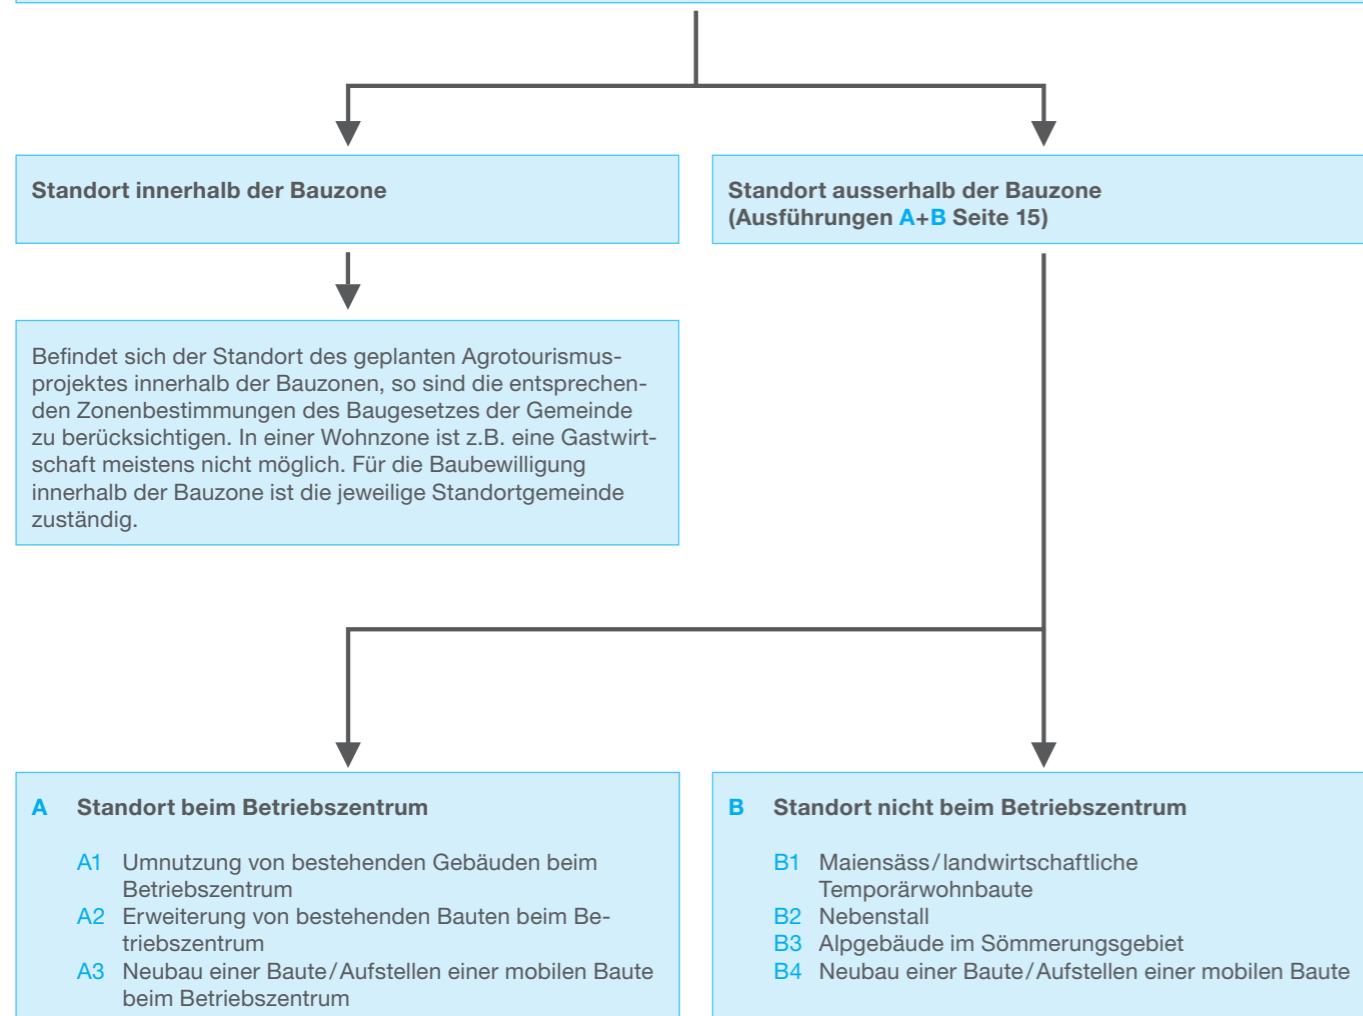 Standort innerhalb der Bauzone
Standort ausserhalb der Bauzone
(Ausführungen A+B Seite 15)
Befindet sich der Standort des geplanten Agrotourismus-
projektes innerhalb der Bauzonen, so sind die entsprechen-
den Zonenbestimmungen des Baugesetzes der Gemeinde
zu berücksichtigen. In einer Wohnzone ist z.B. eine Gastwirt-
schaft meistens nicht möglich. Für die Baubewilligung
innerhalb der Bauzone ist die jeweilige Standortgemeinde
zuständig.
A Standort beim Betriebszentrum
A1 Umnutzung von bestehenden Gebäuden beim
Betriebszentrum
A2 Erweiterung von bestehenden Bauten beim Be-
triebszentrum
A3 Neubau einer Baute/Aufstellen einer mobilen Baute
beim Betriebszentrum
B Standort nicht beim Betriebszentrum
B1 Maiensäss/landwirtschaftliche
Temporärwohnbaute
B2 Nebenstall
B3 Alpgebäude im Sömmerungsgebiet
B4 Neubau einer Baute/Aufstellen einer mobilen Baute